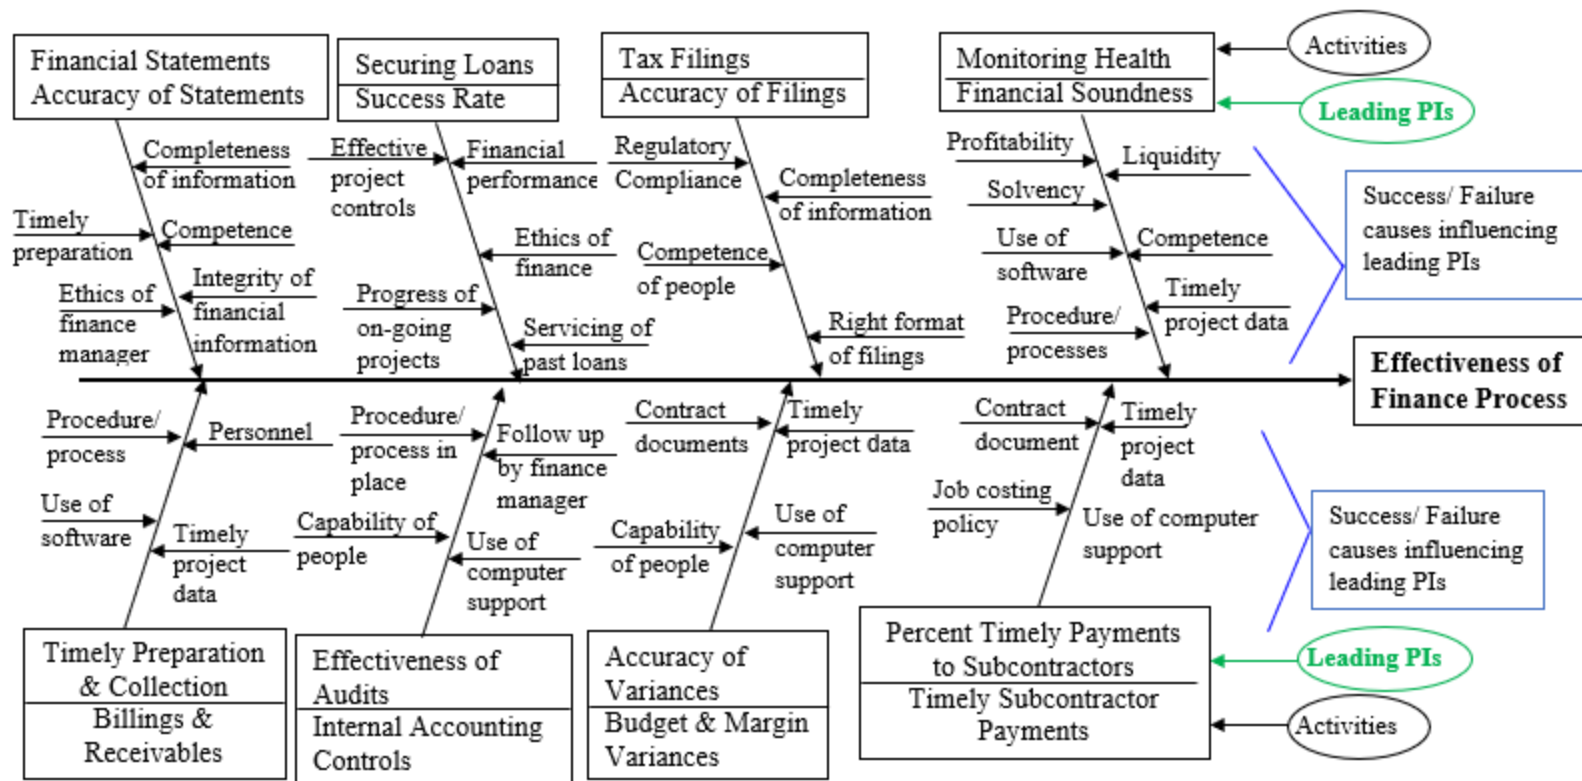 Financial Statements
Accuracy of Statements
Securing Loans
Success Rate
Tax Filings
Accuracy of Filings
Monitoring Health
Financial Soundness
Activities
Leading PIs
Completeness
of information
Timely
preparation
Competence
Ethics of
finance
manager
Integrity of
financial
information
Effective
project
controls
Financial
performance
Ethics of
finance
Progress of
on-going
projects
Servicing of
past loans
Regulatory
Compliance
Completeness
of information
Competence
of people
Right format
of filings
Profitability
Liquidity
Solvency
Use of
software
Competence
Timely
project data
Procedure/
processes
Success/ Failure
causes influencing
leading PIs
Effectiveness of
Finance Process
Procedure/
process
Personnel
Use of
software
Timely
project
data
Procedure/
process in
place
Follow up
by finance
manager
Capability of
people
Use of
computer
support
Contract
documents
Timely
project data
Capability
of people
Use of
computer
support
Contract
document
Timely
project
data
Job costing
policy
Use of computer
support
Success/ Failure
causes influencing
leading PIs
Timely Preparation
& Collection
Billings &
Receivables
Effectiveness of
Audits
Internal Accounting
Controls
Accuracy of
Variances
Budget & Margin
Variances
Percent Timely Payments
to Subcontractors
Timely Subcontractor
Payments
Leading PIs
Activities